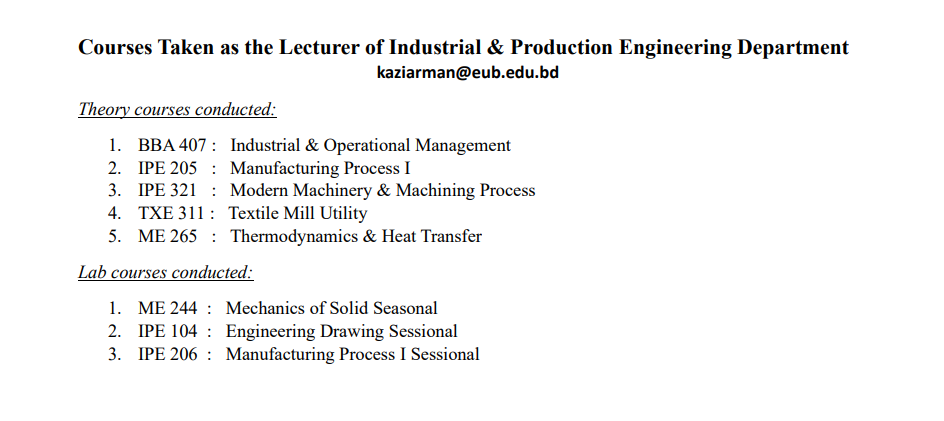 Courses Taken as the Lecturer of Industrial & Production Engineering Department
kaziarman@eub.edu.bd
Theory courses conducted:
1. BBA 407 : Industrial & Operational Management
2. IPE 205 : Manufacturing Process I
3. IPE 321 : Modern Machinery & Machining Process
4. TXE 311 : Textile Mill Utility
5. ME 265 : Thermodynamics & Heat Transfer
Lab courses conducted:
1. ME 244 : Mechanics of Solid Seasonal
2. IPE 104 : Engineering Drawing Sessional
3. IPE 206 : Manufacturing Process I Sessional